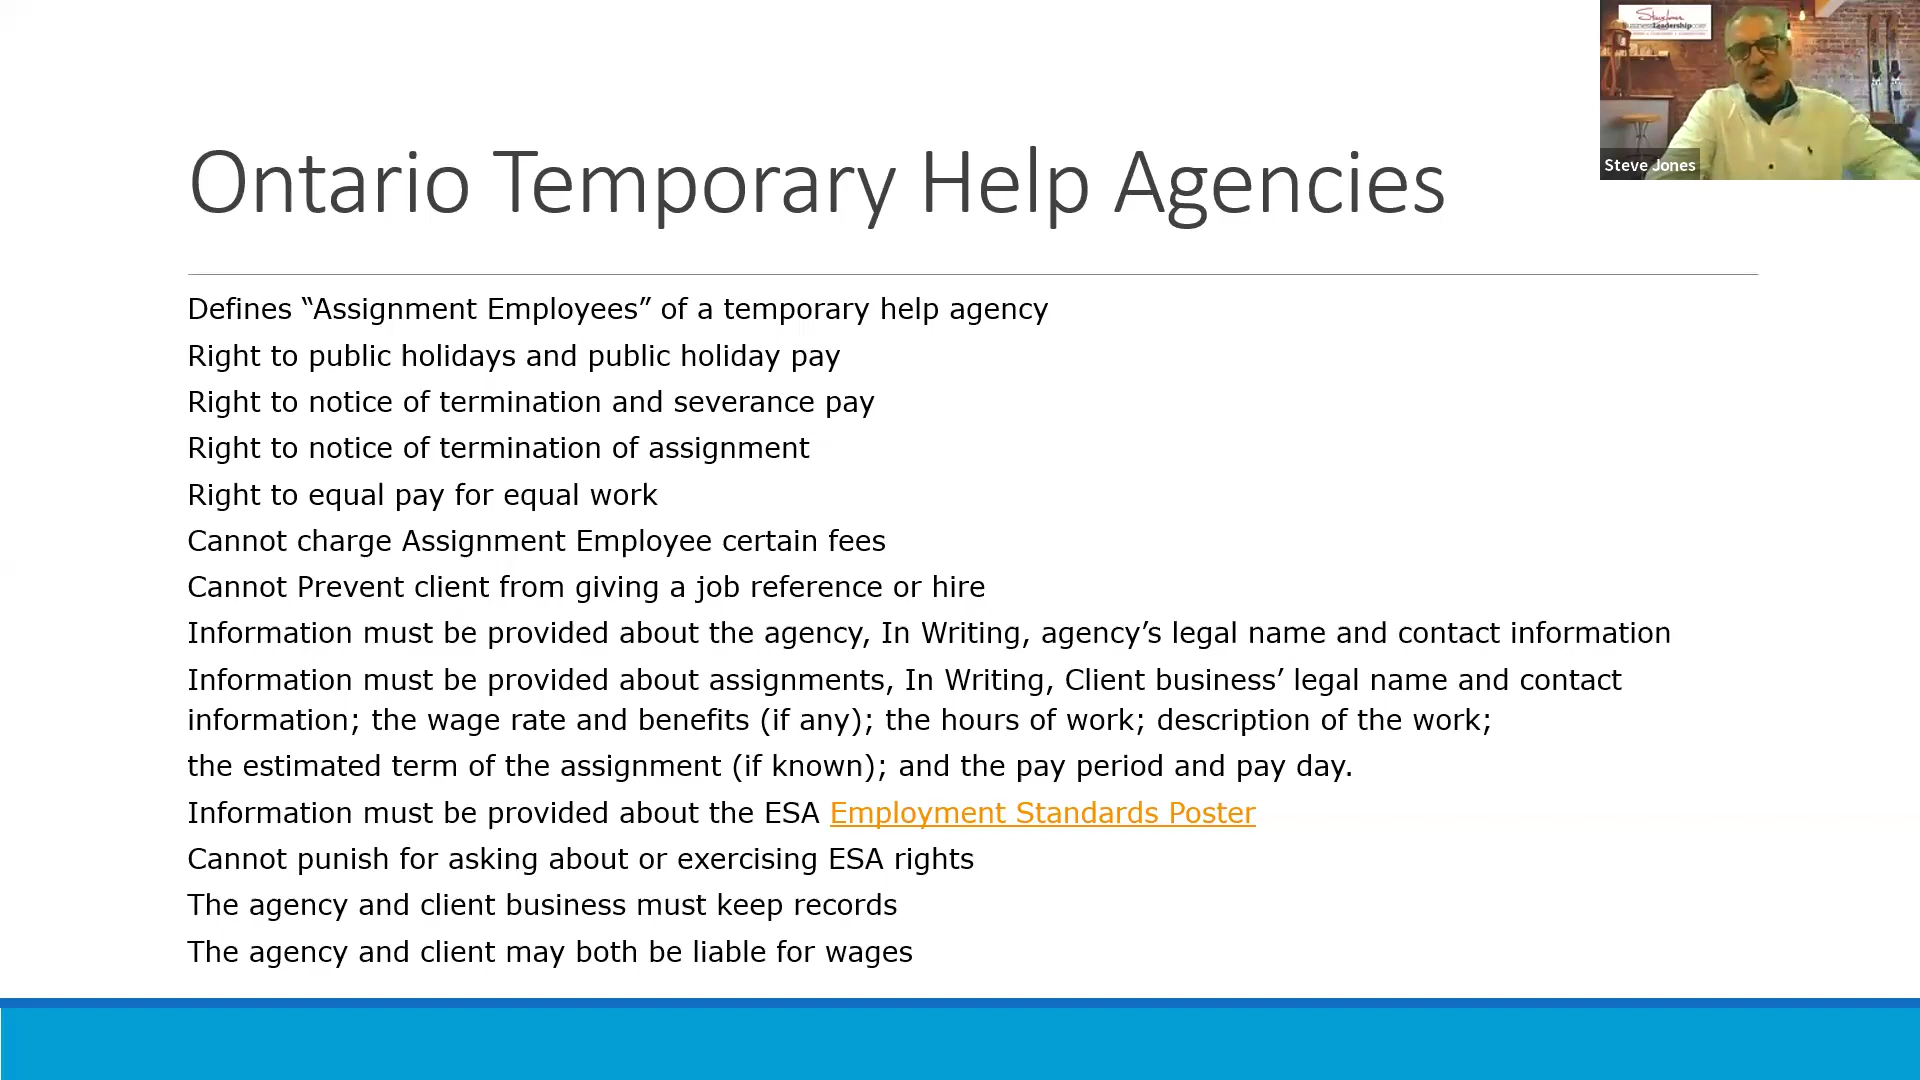 Ontario Temporary Help Agencies
Steve Jones
Defines “Assignment Employees” of a temporary help agency
Right to public holidays and public holiday pay
Right to notice of termination and severance pay
Right to notice of termination of assignment
Right to equal pay for equal work
Cannot charge Assignment Employee certain fees
Cannot Prevent client from giving a job reference or hire
Information must be provided about the agency, In Writing, agency’s legal name and contact information
Information must be provided about assignments, In Writing, Client business’ legal name and contact
information; the wage rate and benefits (if any); the hours of work; description of the work;
the estimated term of the assignment (if known); and the pay period and pay day.
Information must be provided about the ESA Employment Standards Poster
Cannot punish for asking about or exercising ESA rights
The agency and client business must keep records
The agency and client may both be liable for wages